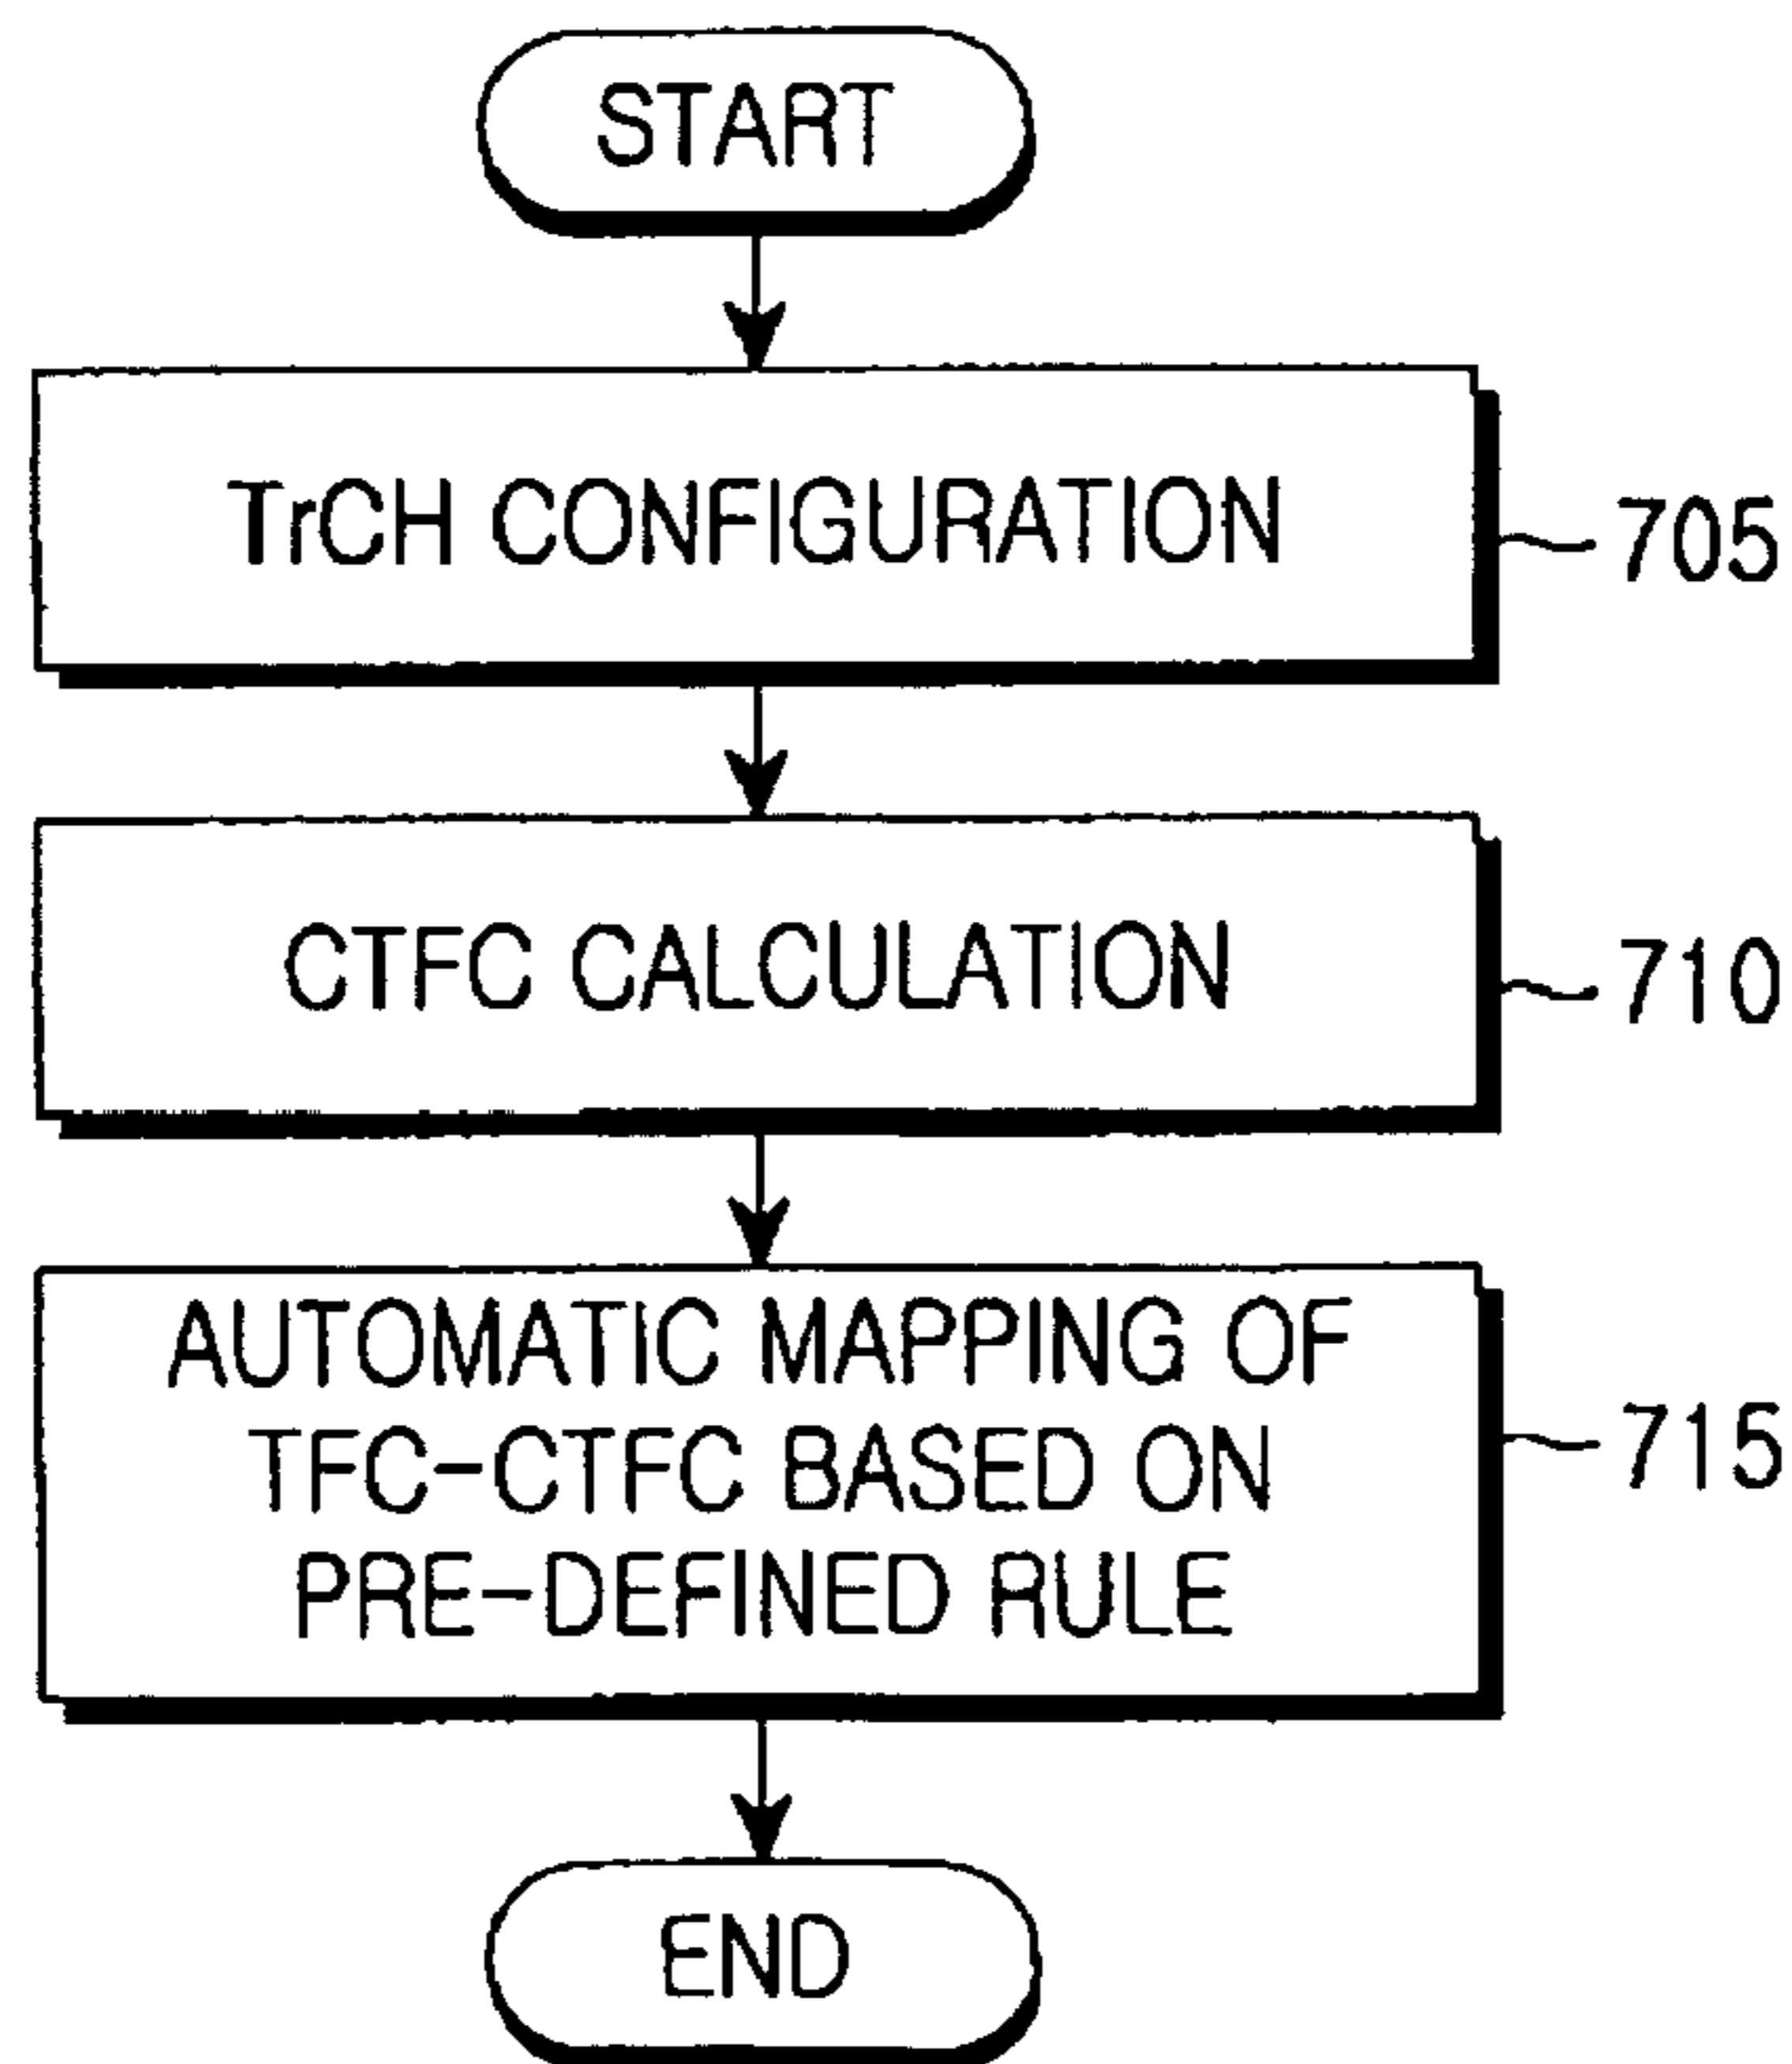 START
TrCH CONFIGURATION
705
CTFC CALCULATION
710
AUTOMATIC MAPPING OF
TFC-CTFC BASED ON
PRE-DEFINED RULE
715
END